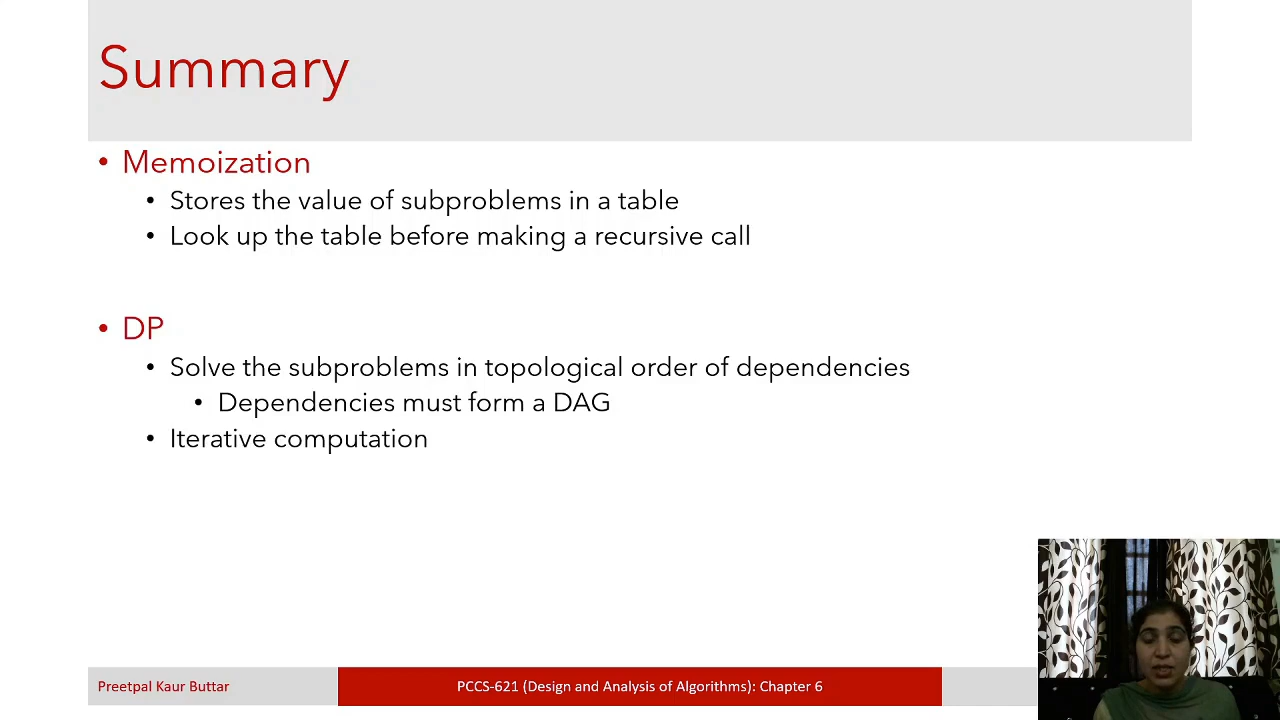 Summary
• Memoization
• Stores the value of subproblems in a table
• Look up the table before making a recursive call
• DP
• Solve the subproblems in topological order of dependencies
• Dependencies must form a DAG
• Iterative computation
Preetpal Kaur Buttar
PCCS-621 (Design and Analysis of Algorithms): Chapter 6